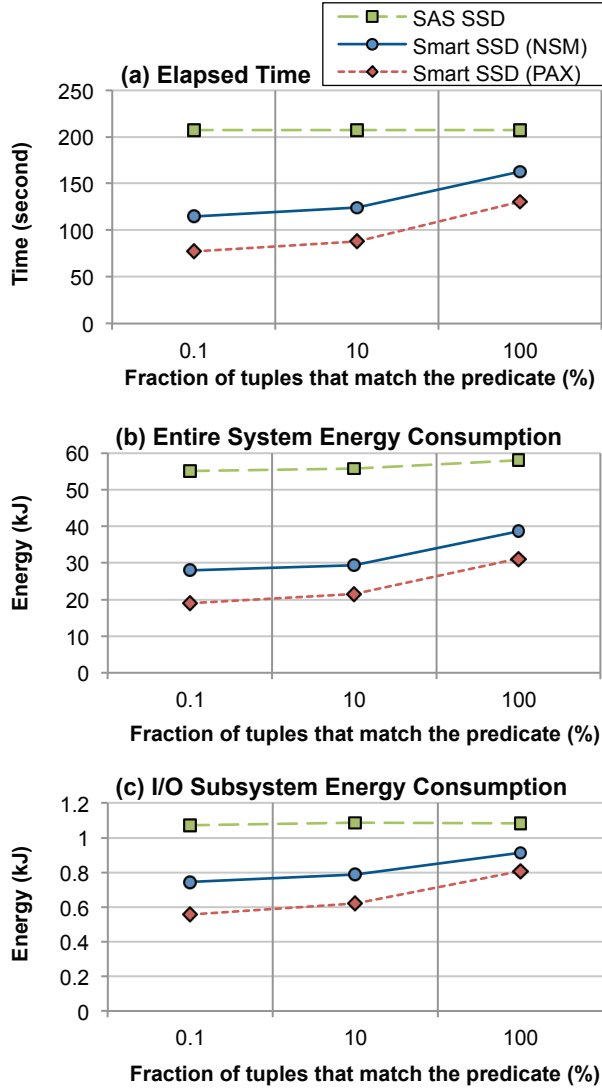 SAS SSD
Smart SSD (NSM)
Smart SSD (PAX)
(a) Elapsed Time
250
200
150
100
50
0
Time (second)
0.1 10 100
Fraction of tuples that match the predicate (%)
(b) Entire System Energy Consumption
60
50
40
30
20
10
0
Energy (kJ)
0.1 10 100
Fraction of tuples that match the predicate (%)
(c) I/O Subsystem Energy Consumption
1.2
1
0.8
0.6
0.4
0.2
0
Energy (kJ)
0.1 10 100
Fraction of tuples that match the predicate (%)